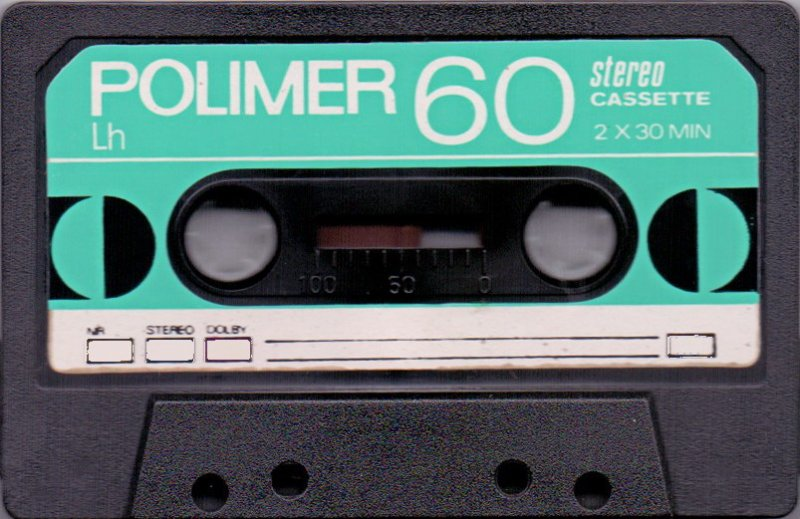 POLIMER 60
stereo
CASSETTE
Lh
2 X 30 MIN
100 50 0
NR STEREO DOLBY